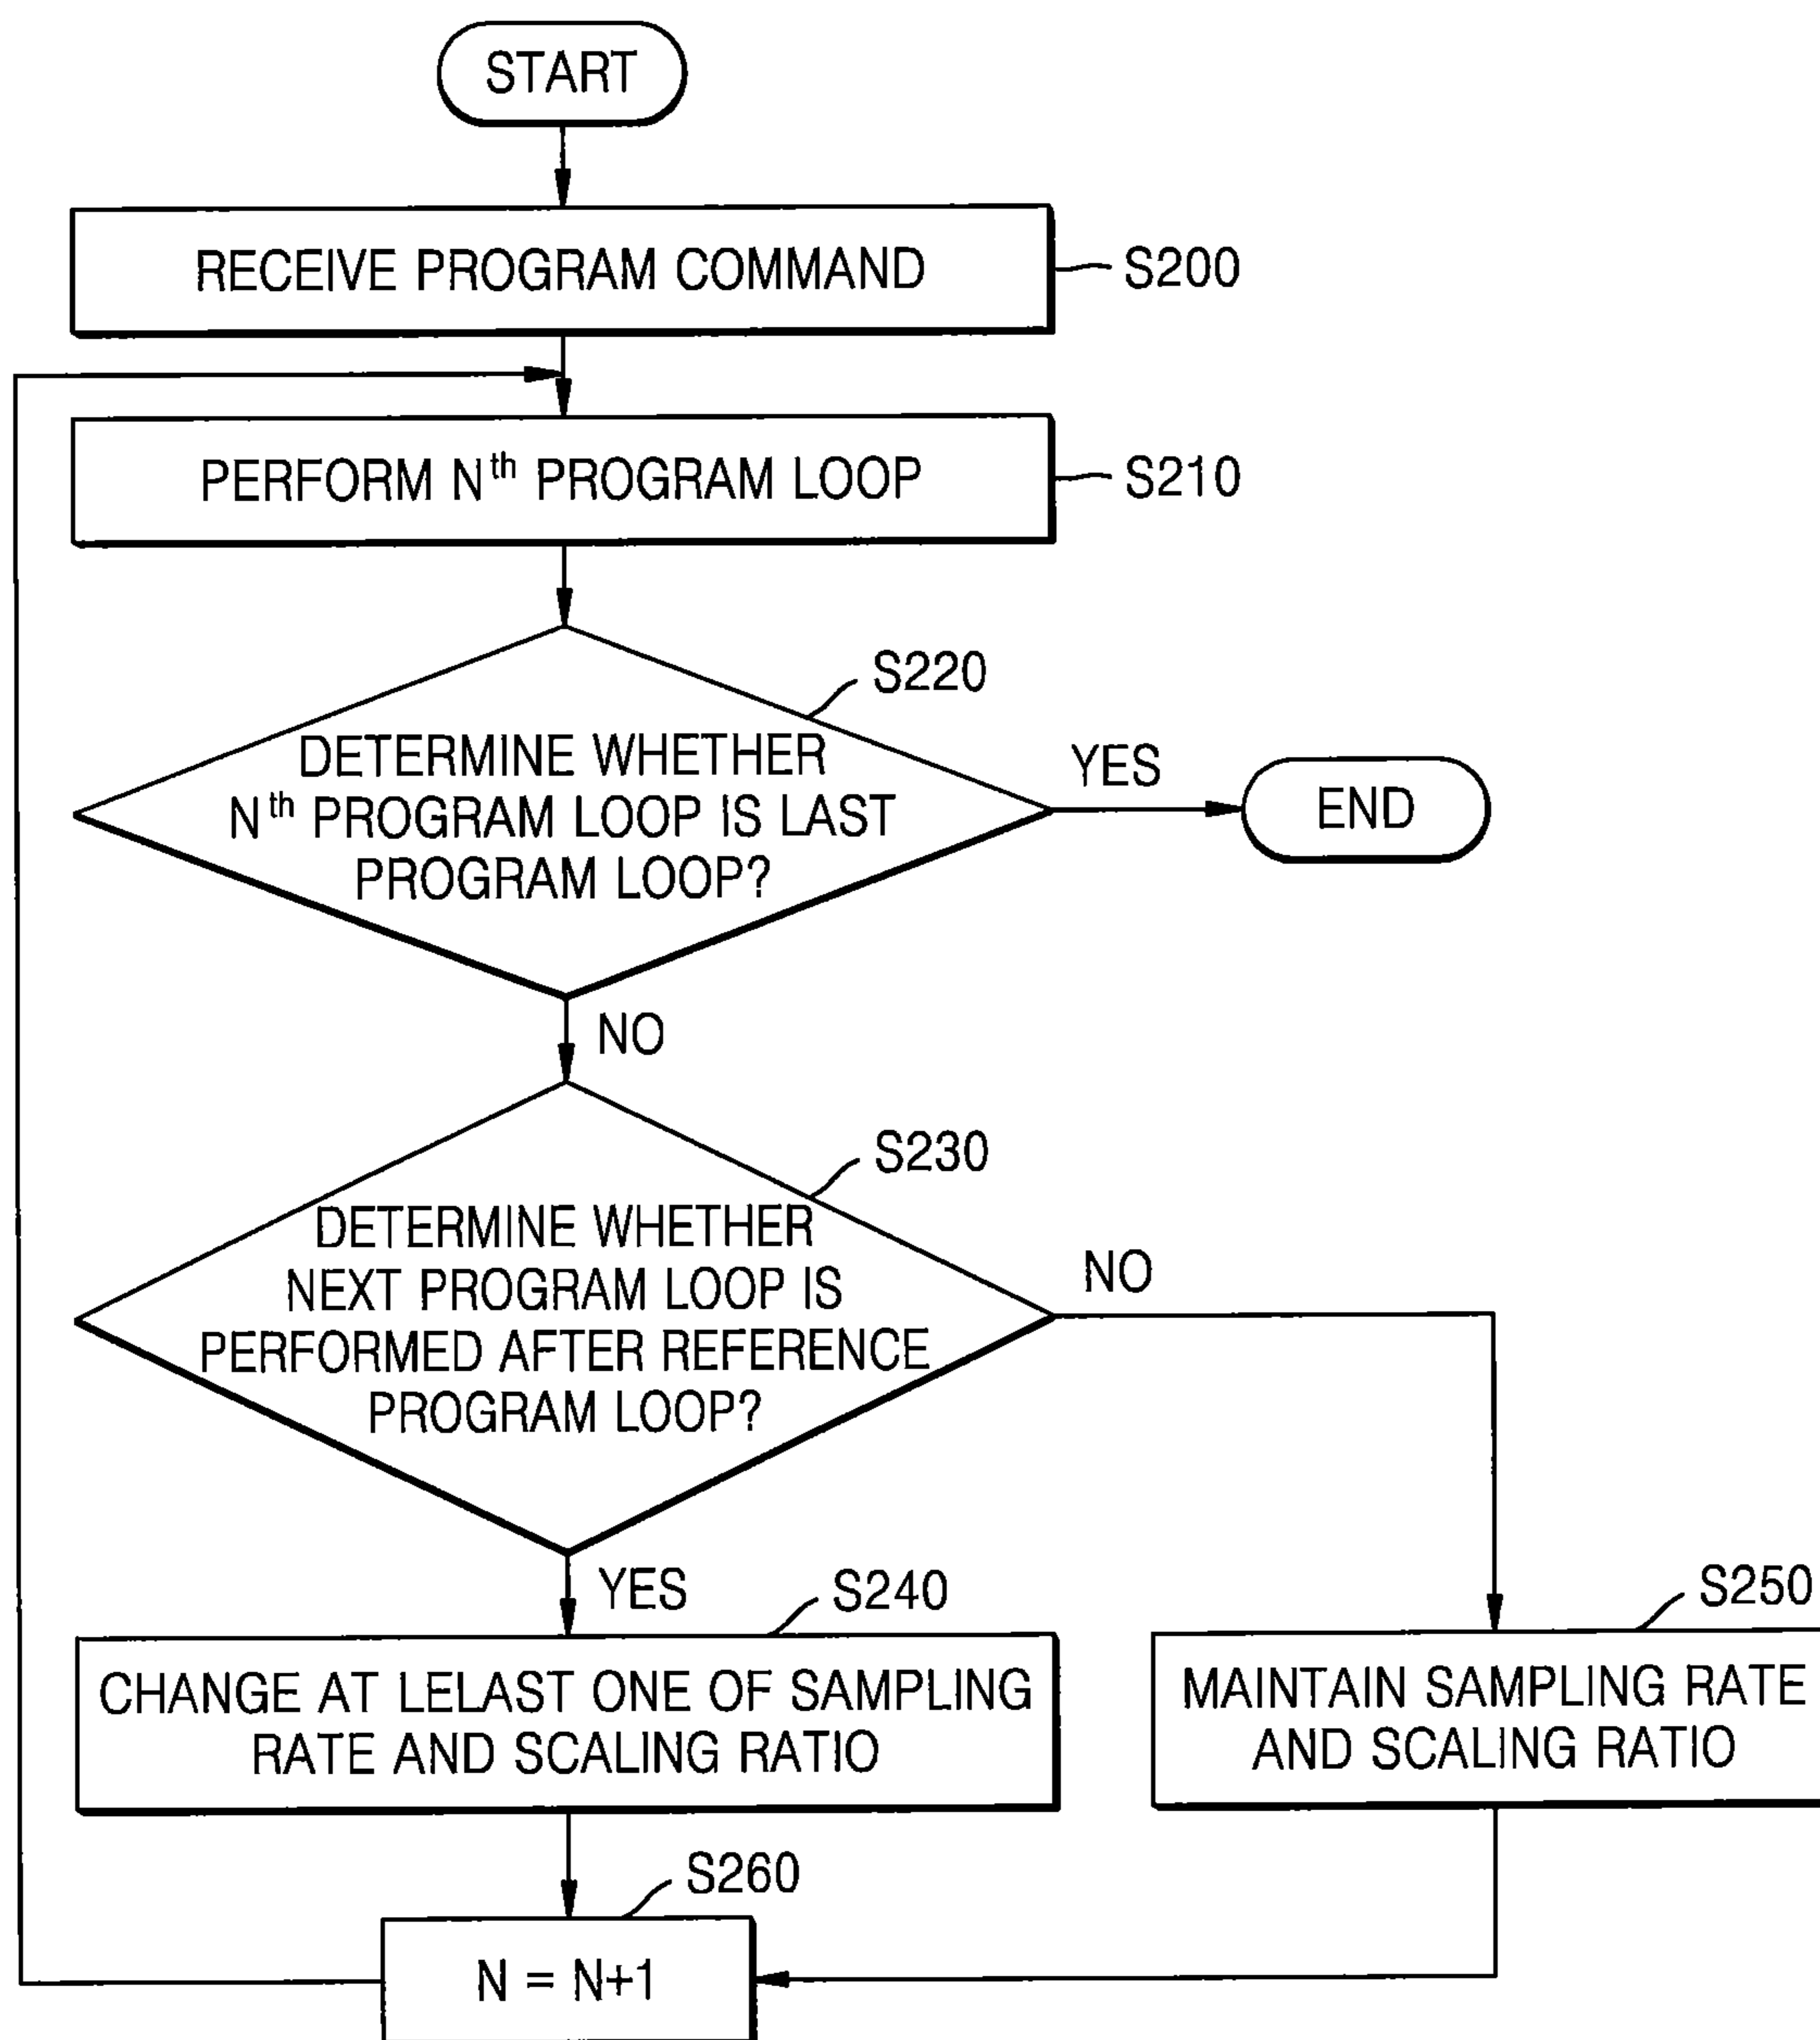 START
RECEIVE PROGRAM COMMAND
S200
PERFORM Nth PROGRAM LOOP
S210
S220
DETERMINE WHETHER
Nth PROGRAM LOOP IS LAST
PROGRAM LOOP?
YES
END
NO
S230
DETERMINE WHETHER
NEXT PROGRAM LOOP IS
PERFORMED AFTER REFERENCE
PROGRAM LOOP?
NO
YES
S240
CHANGE AT LELAST ONE OF SAMPLING
RATE AND SCALING RATIO
S250
MAINTAIN SAMPLING RATE
AND SCALING RATIO
S260
N = N+1